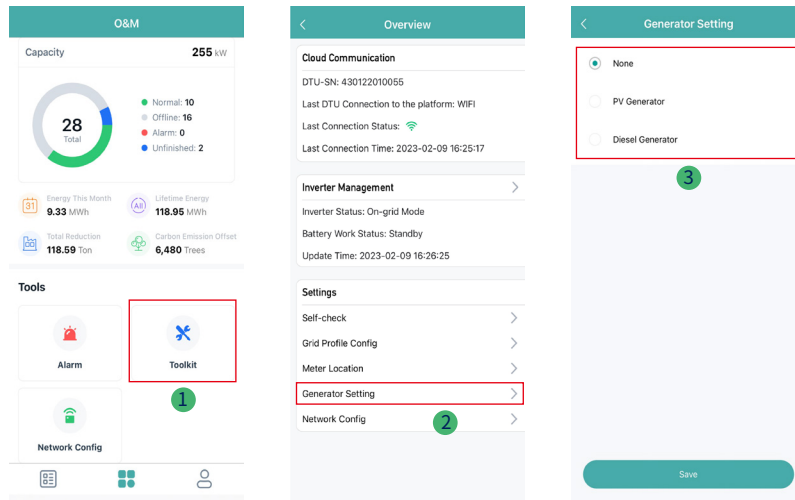 O&M
Capacity 255 kW
28
Total
Normal: 10
Offline: 16
Alarm: 0
Unfinished: 2
31
Energy This Month
9.33 MWh
All
Lifetime Energy
118.95 MWh
Total Reduction
118.59 Ton
Carbon Emission Offset
6,480 Trees
Tools
Alarm
Toolkit
1
Network Config
Overview
Cloud Communication
DTU-SN: 430122010055
Last DTU Connection to the platform: WIFI
Last Connection Status:
Last Connection Time: 2023-02-09 16:25:17
Inverter Management
Inverter Status: On-grid Mode
Battery Work Status: Standby
Update Time: 2023-02-09 16:26:25
Settings
Self-check
Grid Profile Config
Meter Location
Generator Setting
Network Config
2
Generator Setting
None
PV Generator
Diesel Generator
3
Save